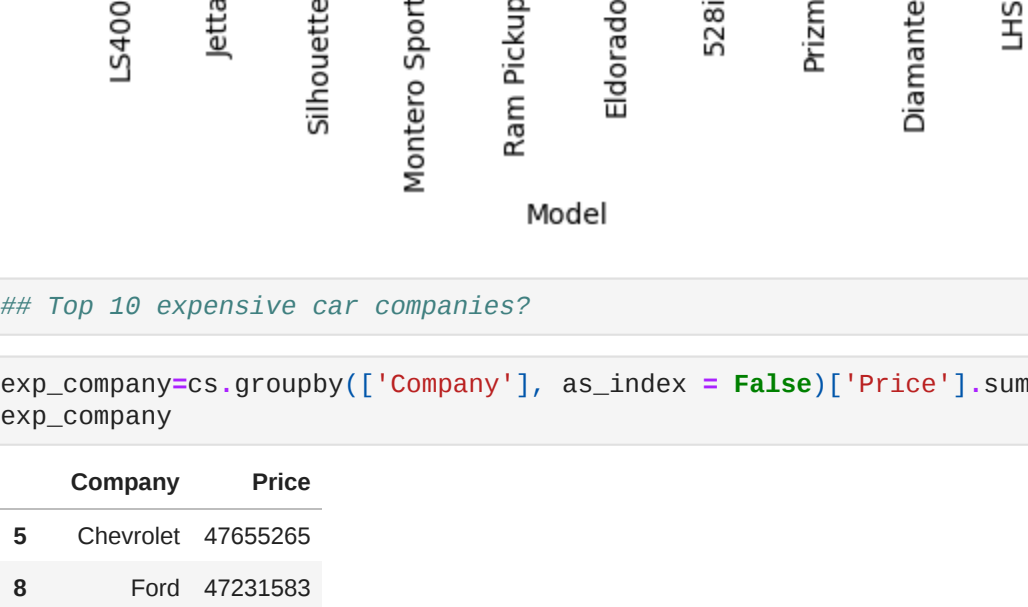 LS400
Jetta
Silhouette
Montero Sport
Ram Pickup
Eldorado
528i
Prizm
Diamante
LHS
Model
## Top 10 expensive car companies?
exp_company=cs.groupby(['Company'], as_index = False)['Price'].sum
exp_company
Company Price
5 Chevrolet 47655265
8 Ford 47231583